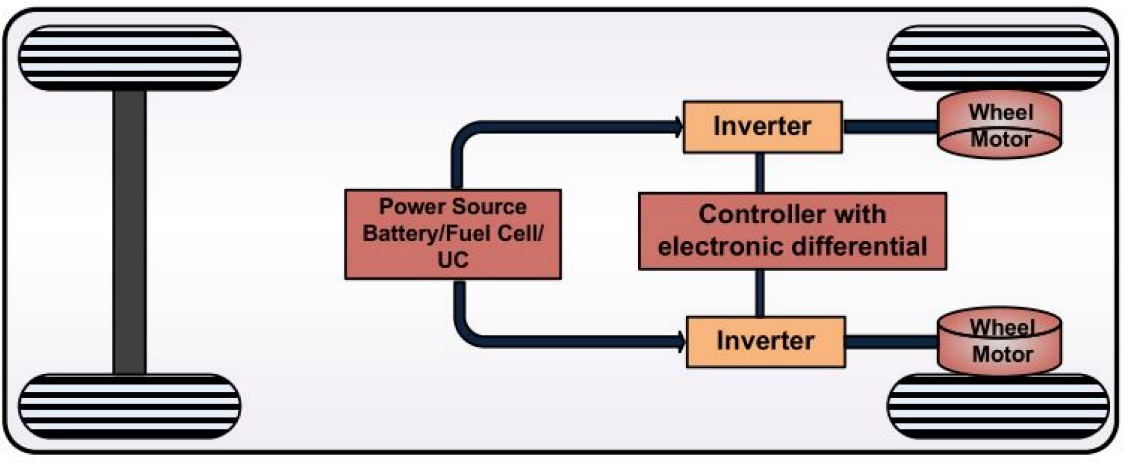 Inverter
Wheel
Motor
Power Source
Battery/Fuel Cell/
UC
Controller with
electronic differential
Inverter
Wheel
Motor